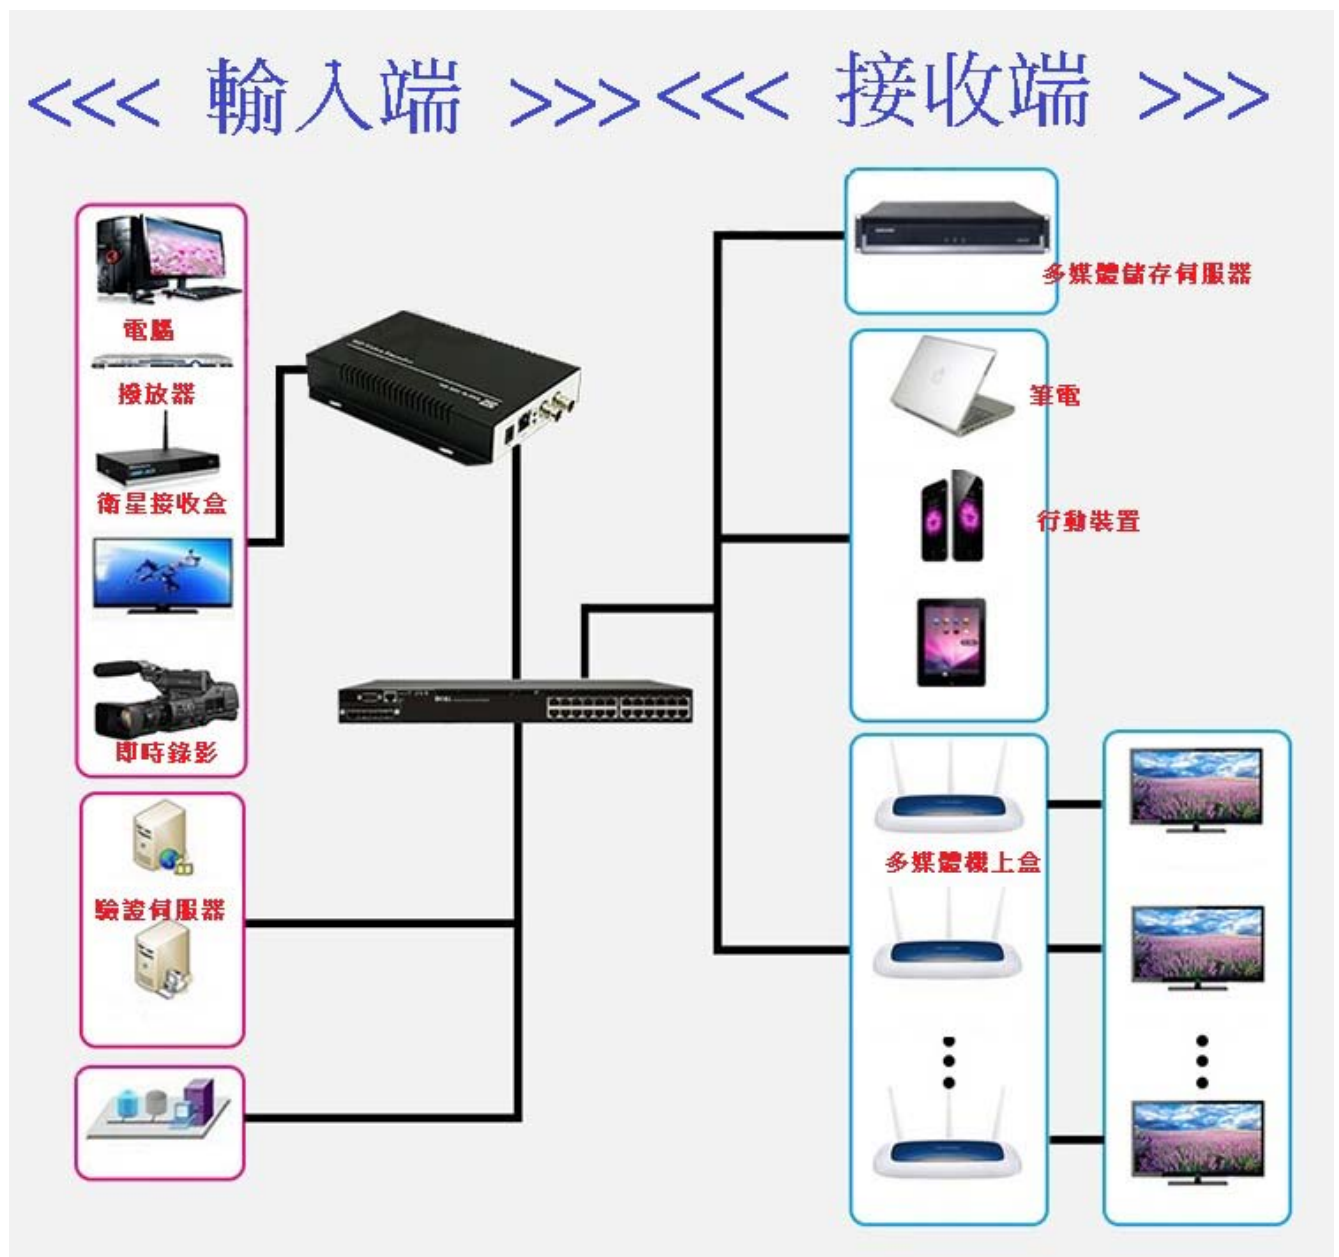 <<< 輸入端 >>> <<< 接收端 >>>
電腦
撥放器
衛星接收盒
即時錄影
驗證伺服器
多媒體儲存伺服器
筆電
行動裝置
多媒體機上盒